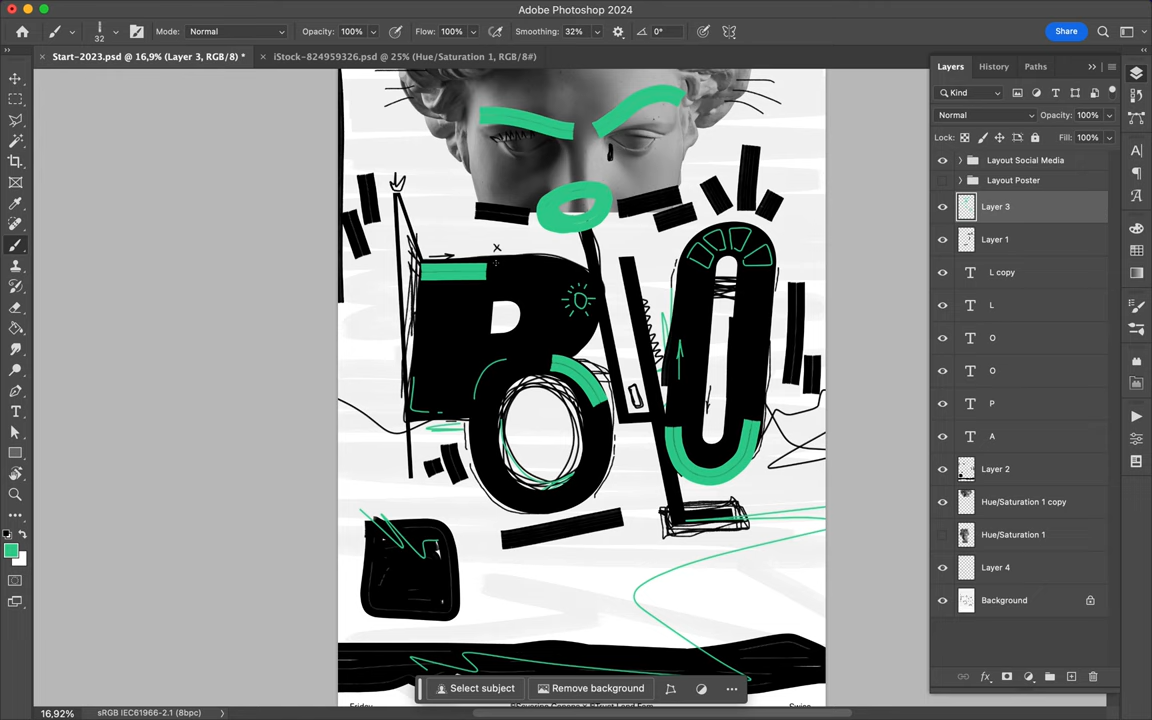 Adobe Photoshop 2024
32
Mode: Normal
Opacity: 100%
Flow: 100%
Smoothing: 32%
0°
Share
Start-2023.psd @ 16,9% (Layer 3, RGB/8) *
iStock-824959326.psd @ 25% (Hue/Saturation 1, RGB/8#)
Layers
History
Paths
Kind
Normal
Opacity: 100%
Lock:
Fill: 100%
Layout Social Media
Layout Poster
Layer 3
Layer 1
L copy
L
O
O
P
A
Layer 2
Hue/Saturation 1 copy
Hue/Saturation 1
Layer 4
Background
x
Select subject
Remove background
Friday
Swiss
16,92%
sRGB IEC61966-2.1 (8bpc)